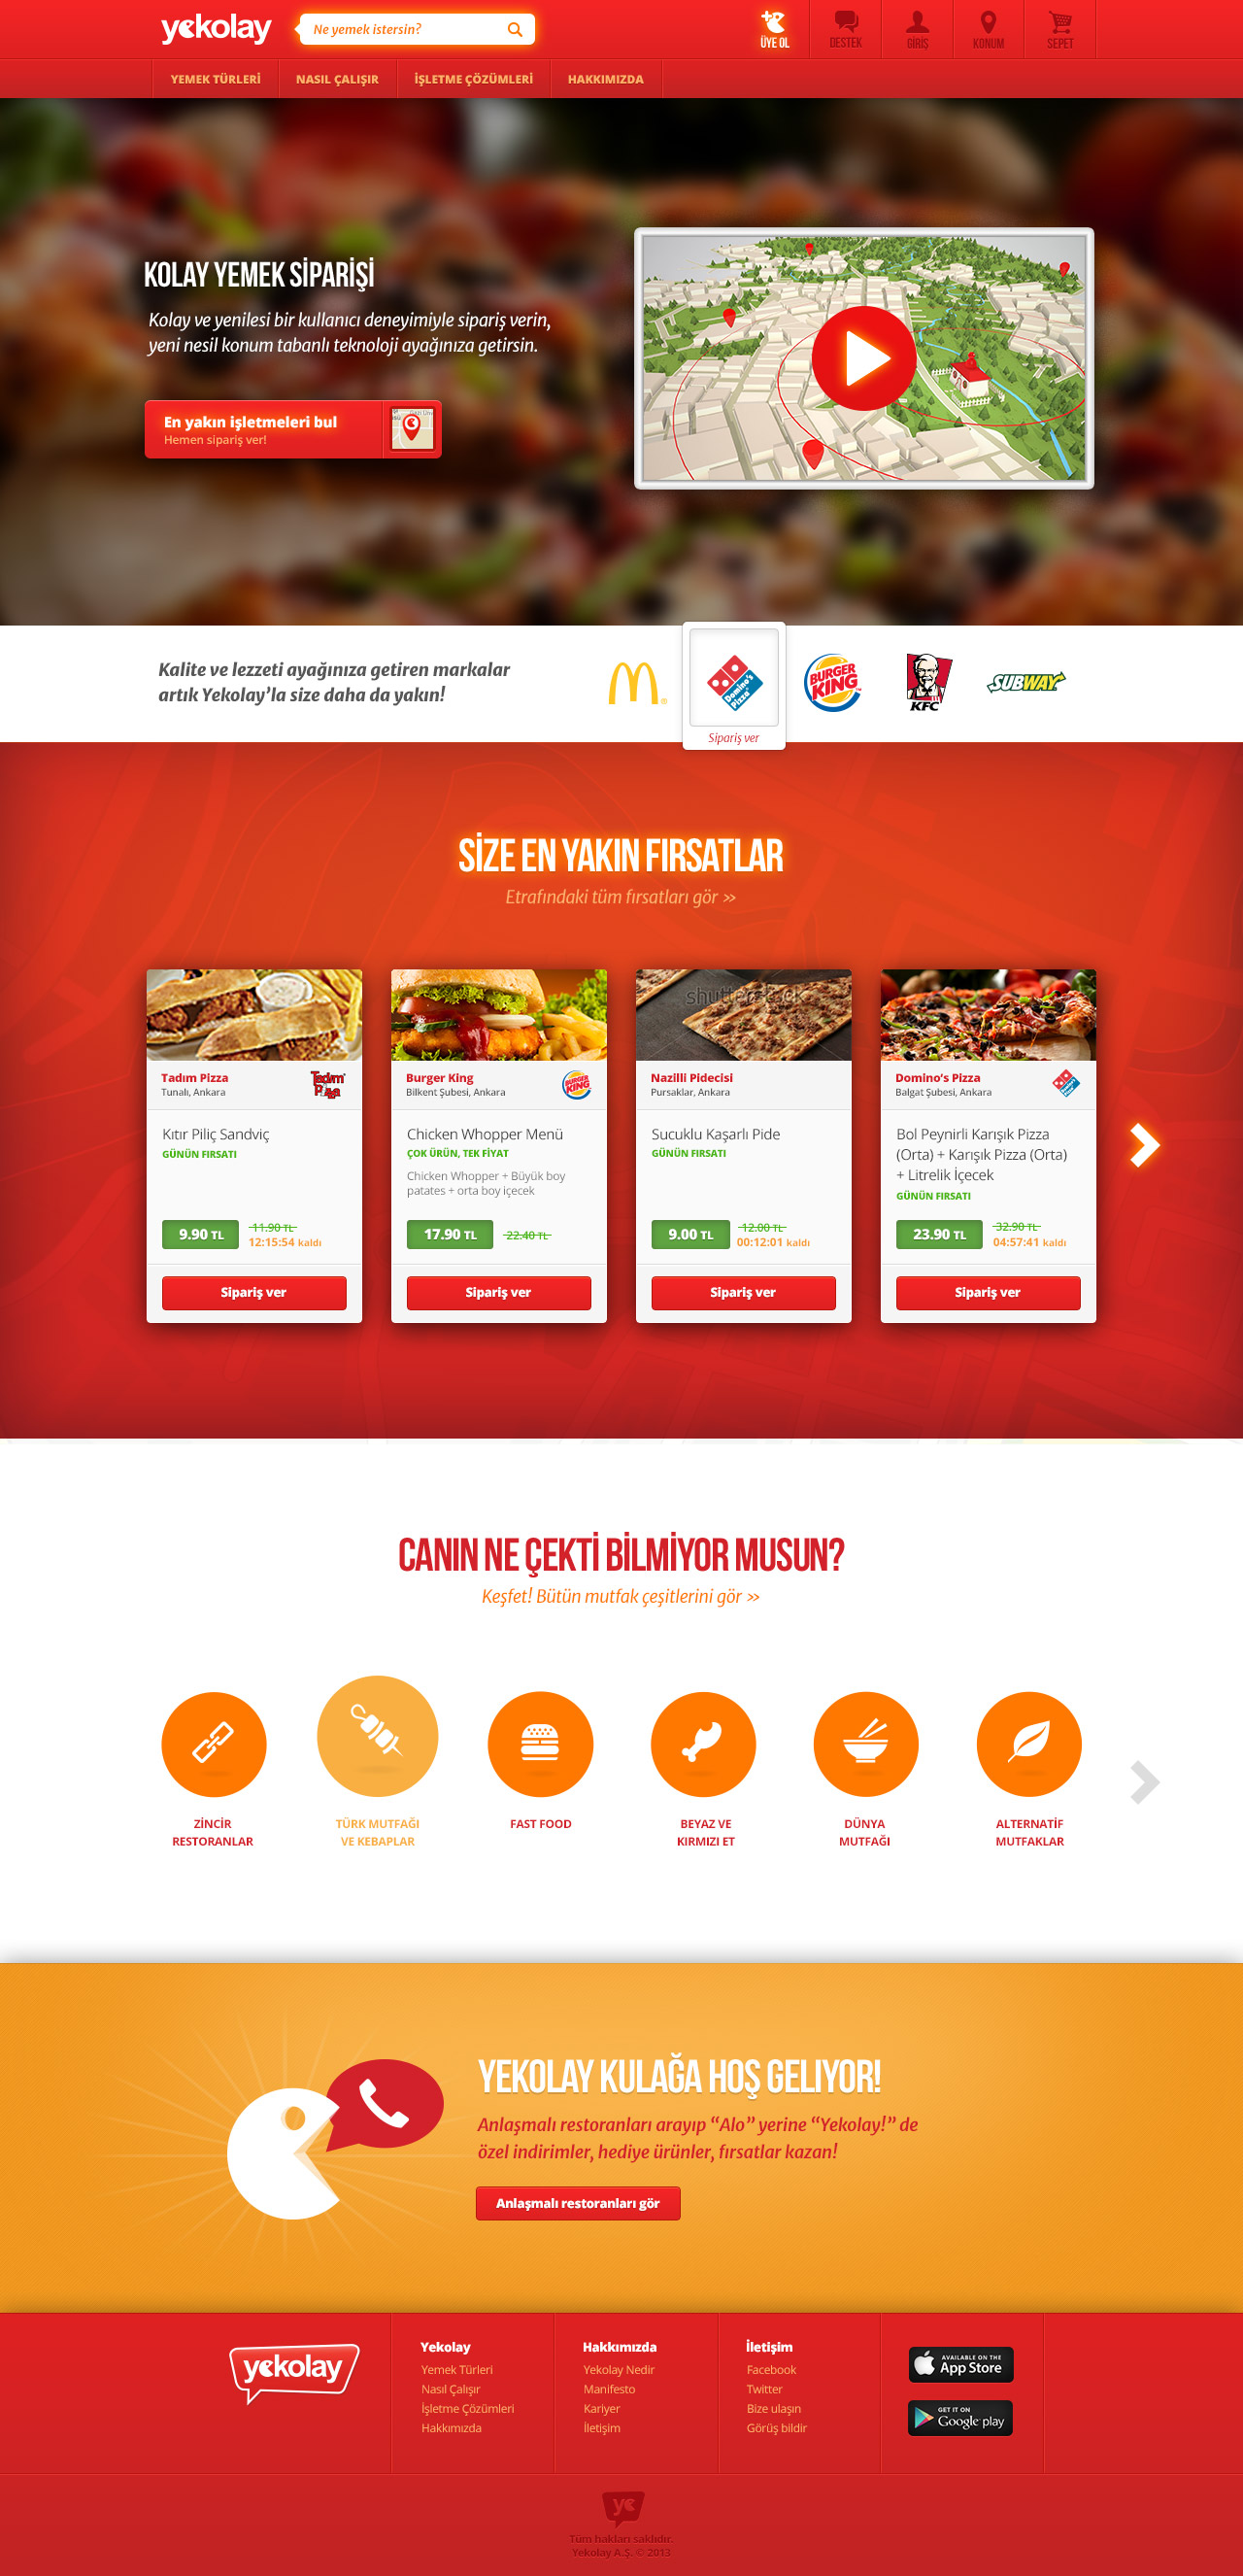 yekolay
Ne yemek istersin?
ÜYE OL
DESTEK
GİRİŞ
KONUM
SEPET
YEMEK TÜRLERİ
NASIL ÇALIŞIR
İŞLETME ÇÖZÜMLERİ
HAKKIMIZDA
KOLAY YEMEK SİPARİŞİ
Kolay ve yenilesi bir kullanıcı deneyimiyle sipariş verin,
yeni nesil konum tabanlı teknoloji ayağınıza getirsin.
En yakın işletmeleri bul
Hemen sipariş ver!
Kalite ve lezzeti ayağınıza getiren markalar
artık Yekolay’la size daha da yakın!
Domino's Pizza
Sipariş ver
BURGER KING
KFC
SUBWAY
SİZE EN YAKIN FIRSATLAR
Etrafındaki tüm fırsatları gör »
Tadım Pizza
Tunalı, Ankara
Tadım Pizza
Kıtır Piliç Sandviç
GÜNÜN FIRSATI
9.90 TL
11.90 TL
12:15:54 kaldı
Sipariş ver
Burger King
Bilkent Şubesi, Ankara
BURGER KING
Chicken Whopper Menü
ÇOK ÜRÜN, TEK FİYAT
Chicken Whopper + Büyük boy
patates + orta boy içecek
17.90 TL
22.40 TL
Sipariş ver
shutterstock
Nazilli Pidecisi
Pursaklar, Ankara
Sucuklu Kaşarlı Pide
GÜNÜN FIRSATI
9.00 TL
12.00 TL
00:12:01 kaldı
Sipariş ver
Domino’s Pizza
Balgat Şubesi, Ankara
Bol Peynirli Karışık Pizza
(Orta) + Karışık Pizza (Orta)
+ Litrelik İçecek
GÜNÜN FIRSATI
23.90 TL
32.90 TL
04:57:41 kaldı
Sipariş ver
CANIN NE ÇEKTİ BİLMİYOR MUSUN?
Keşfet! Bütün mutfak çeşitlerini gör »
ZİNCİR
RESTORANLAR
TÜRK MUTFAĞI
VE KEBAPLAR
FAST FOOD
BEYAZ VE
KIRMIZI ET
DÜNYA
MUTFAĞI
ALTERNATİF
MUTFAKLAR
YEKOLAY KULAĞA HOŞ GELİYOR!
Anlaşmalı restoranları arayıp “Alo” yerine “Yekolay!” de
özel indirimler, hediye ürünler, fırsatlar kazan!
Anlaşmalı restoranları gör
yekolay
Yekolay
Yemek Türleri
Nasıl Çalışır
İşletme Çözümleri
Hakkımızda
Hakkımızda
Yekolay Nedir
Manifesto
Kariyer
İletişim
İletişim
Facebook
Twitter
Bize ulaşın
Görüş bildir
AVAILABLE ON THE
App Store
GET IT ON
Google play
ye
Tüm hakları saklıdır.
Yekolay A.Ş. © 2013